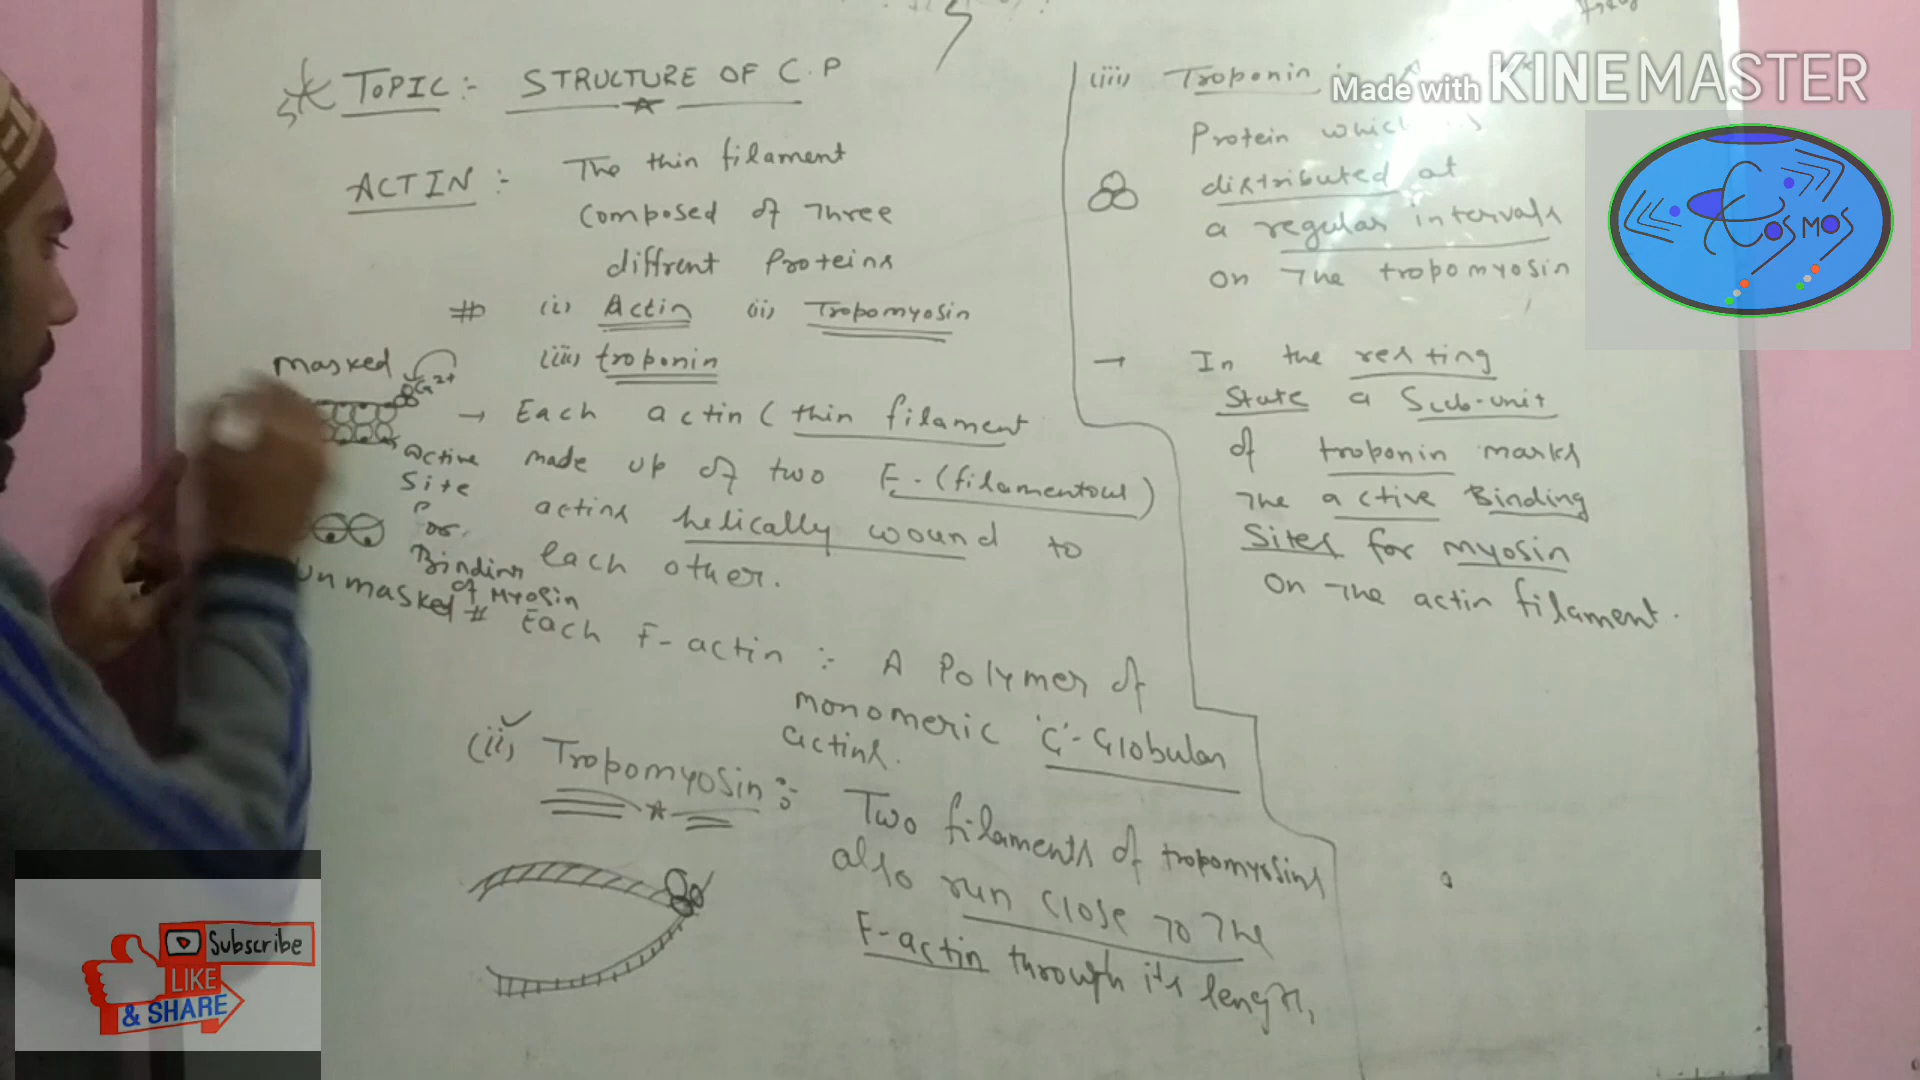 TOPIC :- STRUCTURE OF C.P
ACTIN :- The thin filament
composed of Three
diffrent Proteins
# (i) Actin (ii) Tropomyosin
(iii) troponin
masked
Ca2+
→ Each actin (thin filament
made up of two F-(filamentous)
actins helically wound to
each other.
active
Site
for
Binding
of Myosin
Unmasked
# Each F-actin :- A Polymer of
monomeric 'G'-Globular
actins.
(ii) Tropomyosin :-
Two filaments of tropomyosins
also run close to The
F-actin through its length,
(iii) Troponin
Protein which is
distributed at
a regular intervals
on The tropomyosin
→ In the resting
State a Sub-unit
of troponin masks
The active Binding
Sites for myosin
on The actin filament.
Made with KINEMASTER
COSMOS
Subscribe
LIKE
& SHARE